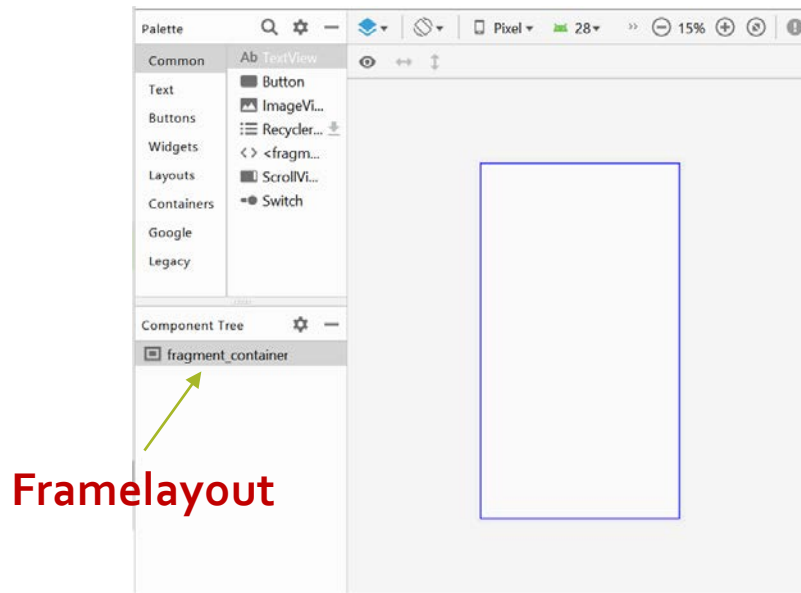 Palette
Pixel 28 15%
Common
Text
Buttons
Widgets
Layouts
Containers
Google
Legacy
Ab TextView
Button
ImageVi...
Recycler...
<> <fragm...
ScrollVi...
Switch
Component Tree
fragment_container
Framelayout